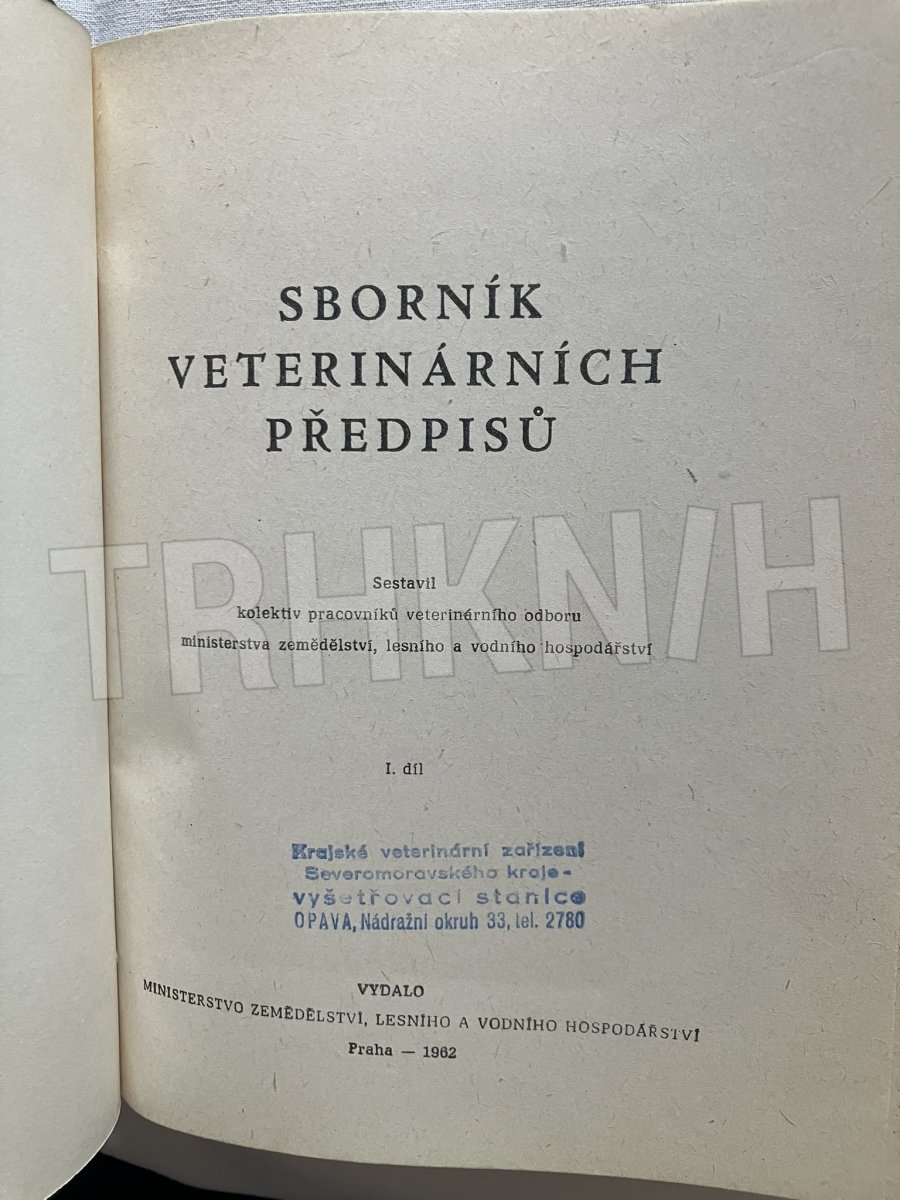 SBORNÍK
VETERINÁRNÍCH
PŘEDPISŮ
TRHKN/H
Sestavil
kolektiv pracovníků veterinárního odboru
ministerstva zemědělství, lesního a vodního hospodářství
I. díl
Krajské veterinární zařízení
Severomoravského kraje-
vyšetřovací stanice
OPAVA, Nádražní okruh 33, tel. 2780
VYDALO
MINISTERSTVO ZEMĚDĚLSTVÍ, LESNÍHO A VODNÍHO HOSPODÁŘSTVÍ
Praha — 1962